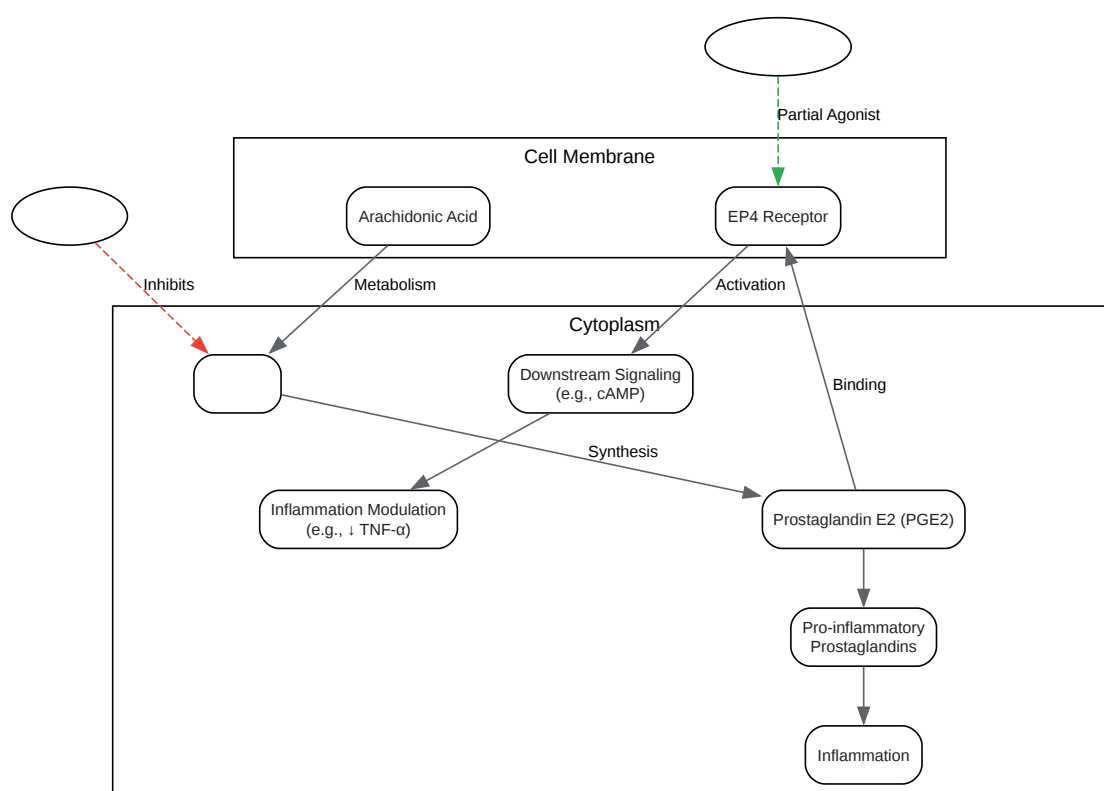 Partial Agonist
Cell Membrane
Arachidonic Acid
EP4 Receptor
Inhibits
Metabolism
Activation
Cytoplasm
Downstream Signaling
(e.g., cAMP)
Binding
Synthesis
Inflammation Modulation
(e.g., ↓ TNF-α)
Prostaglandin E2 (PGE2)
Pro-inflammatory
Prostaglandins
Inflammation